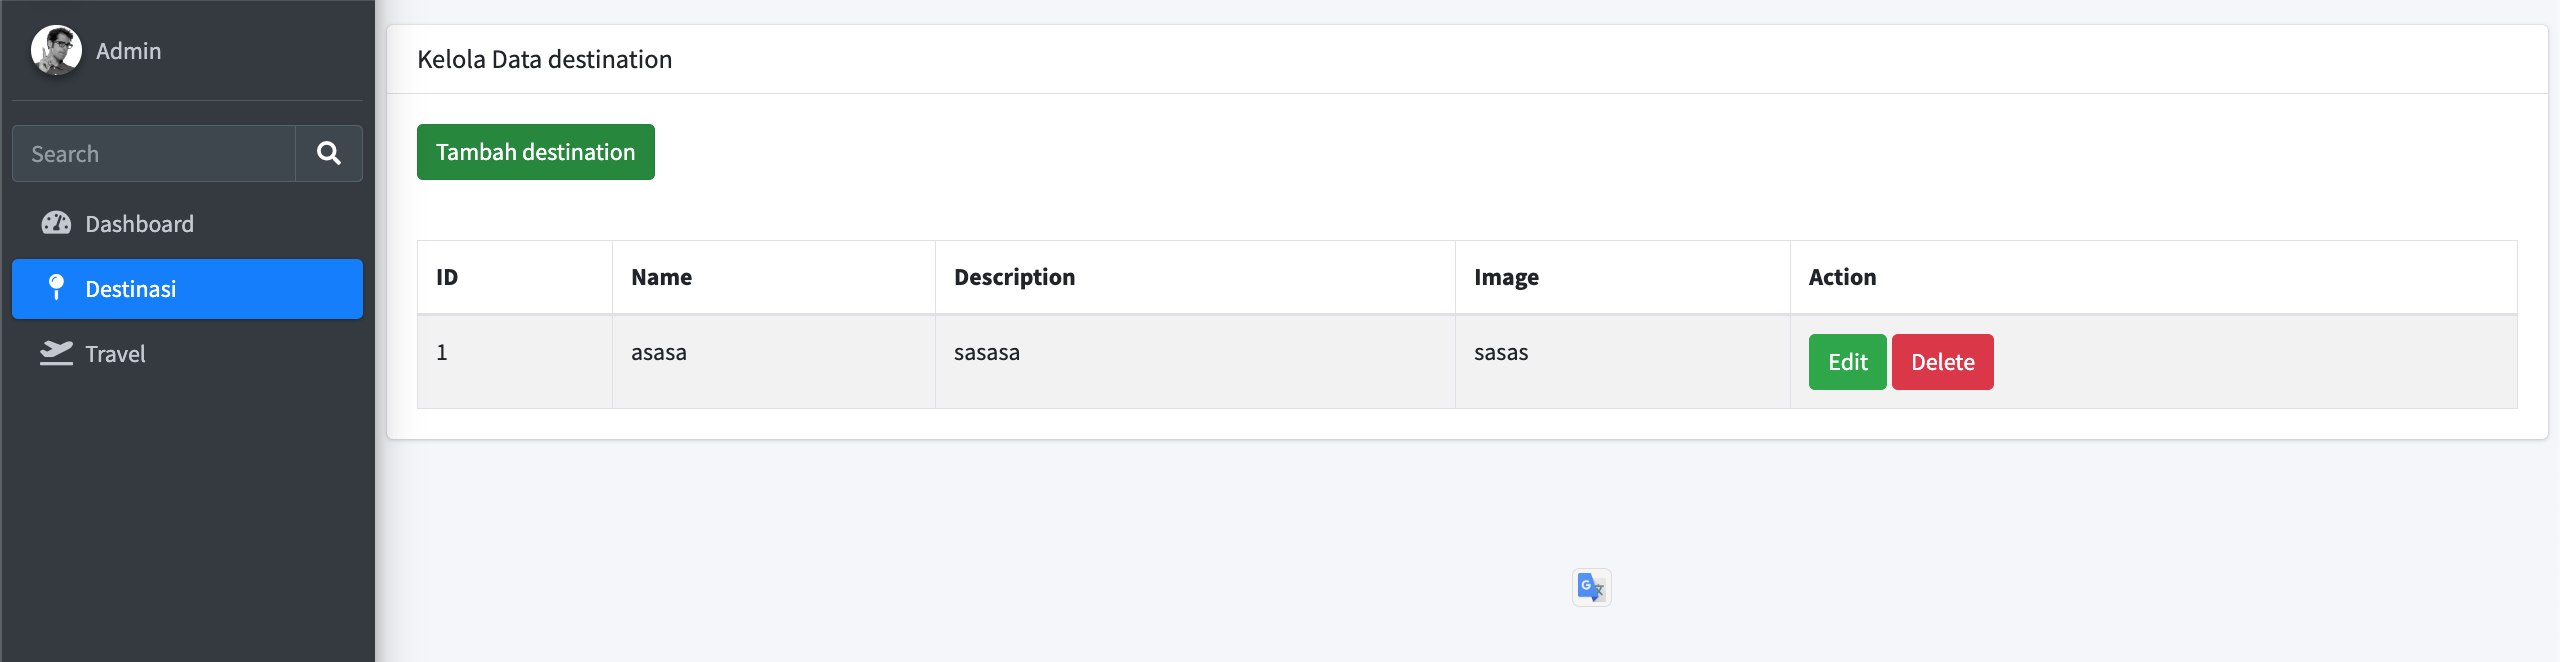 Admin
Search
Dashboard
Destinasi
Travel
Kelola Data destination
Tambah destination
ID Name Description Image Action
1 asasa sasasa sasas Edit Delete
G